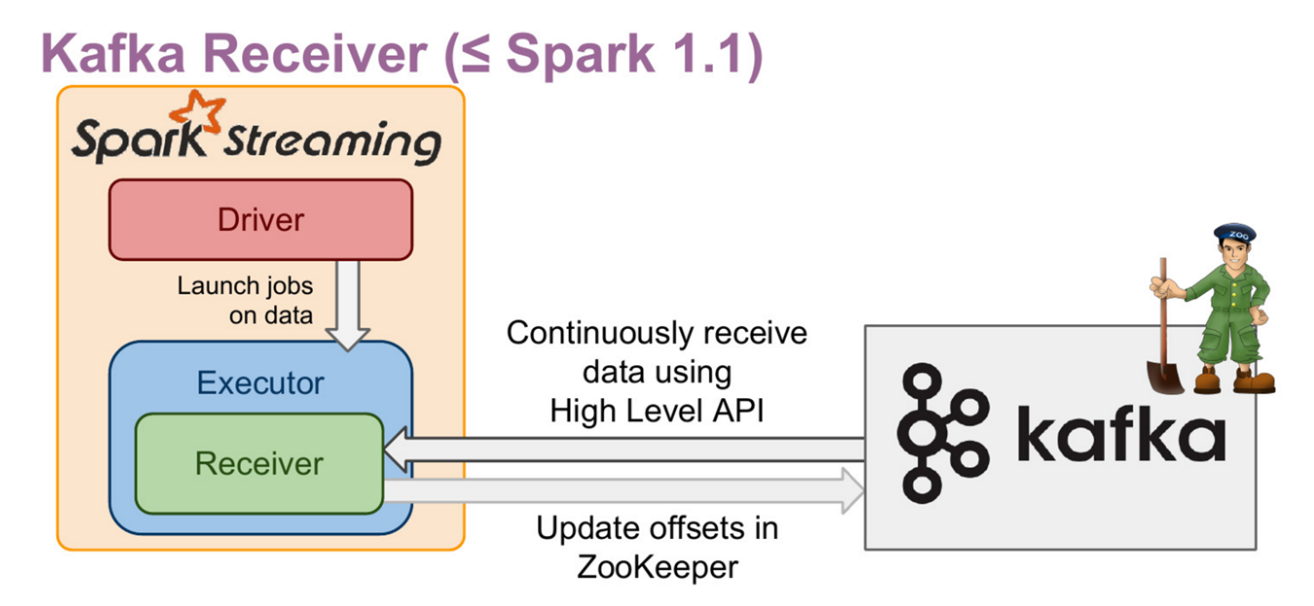 Kafka Receiver (≤ Spark 1.1)
Spark Streaming
Driver
Launch jobs
on data
Executor
Receiver
Continuously receive
data using
High Level API
Update offsets in
ZooKeeper
ZOO
kafka